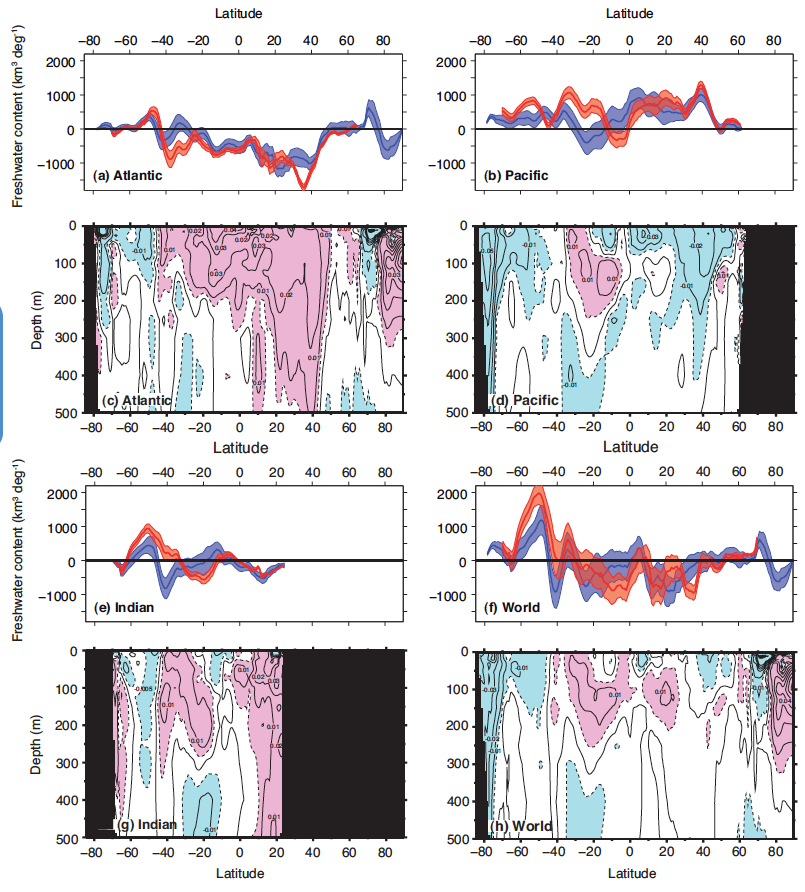 Latitude Latitude
−80 −60 −40 −20 0 20 40 60 80 −80 −60 −40 −20 0 20 40 60 80
Freshwater content (km³ deg⁻¹)
2000 2000
1000 1000
0 0
−1000 −1000
(a) Atlantic (b) Pacific
Depth (m)
0 0
100 100
200 200
300 300
400 400
500 500
(c) Atlantic (d) Pacific
−80 −60 −40 −20 0 20 40 60 80 −80 −60 −40 −20 0 20 40 60 80
Latitude Latitude
−80 −60 −40 −20 0 20 40 60 80 −80 −60 −40 −20 0 20 40 60 80
Freshwater content (km³ deg⁻¹)
2000 2000
1000 1000
0 0
−1000 −1000
(e) Indian (f) World
Depth (m)
0 0
100 100
200 200
300 300
400 400
500 500
(g) Indian (h) World
−80 −60 −40 −20 0 20 40 60 80 −80 −60 −40 −20 0 20 40 60 80
Latitude Latitude